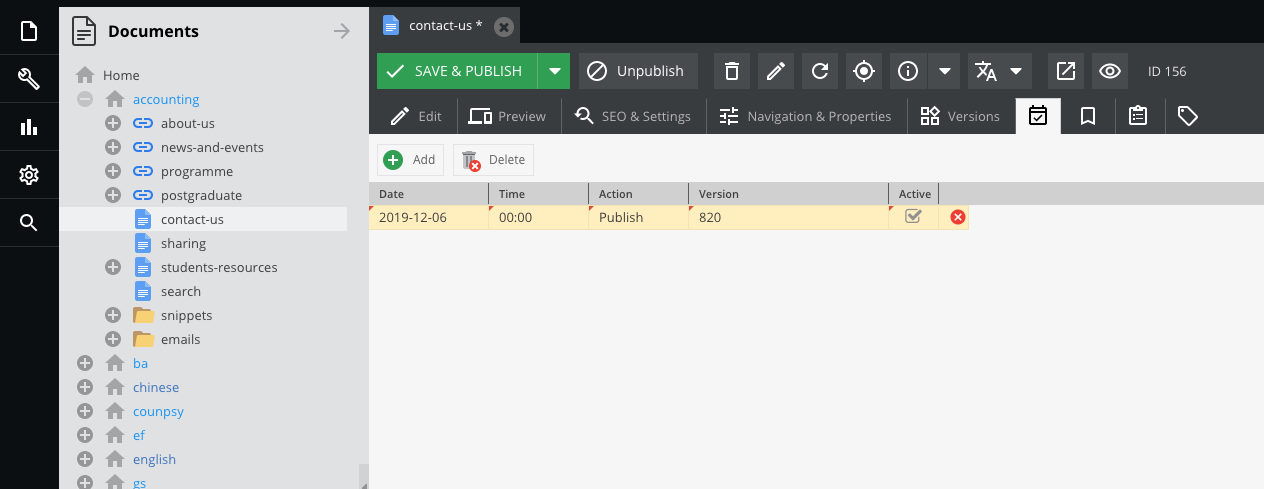 Documents
Home
accounting
about-us
news-and-events
programme
postgraduate
contact-us
sharing
students-resources
search
snippets
emails
ba
chinese
counpsy
ef
english
gs
contact-us *
SAVE & PUBLISH
Unpublish
ID 156
Edit
Preview
SEO & Settings
Navigation & Properties
Versions
Add
Delete
Date Time Action Version Active
2019-12-06 00:00 Publish 820